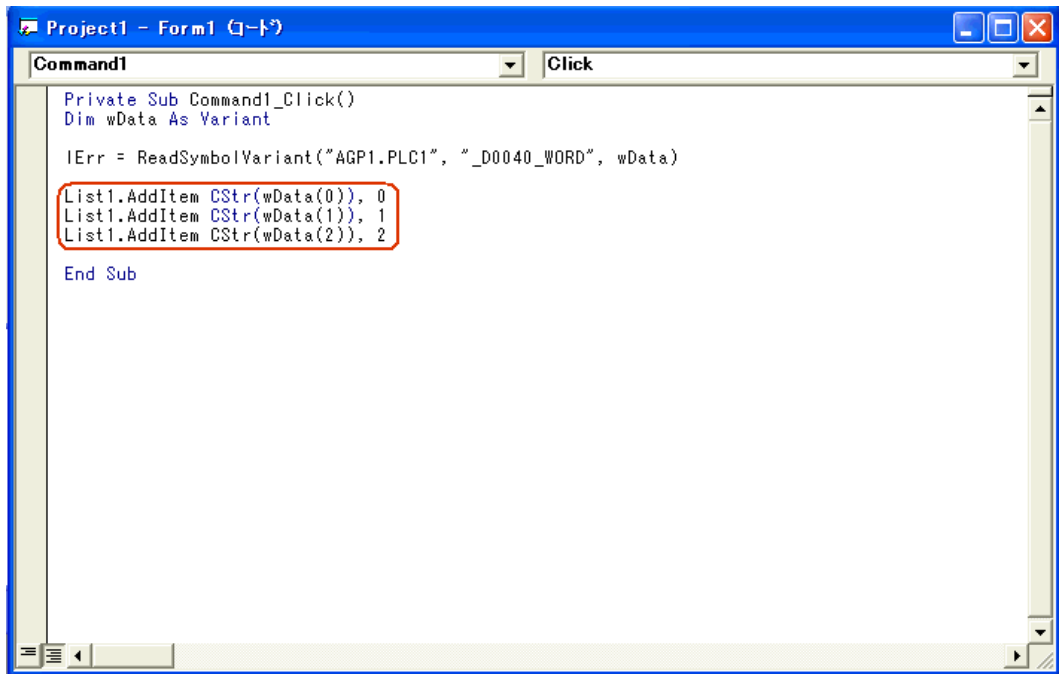 Project1 - Form1 (ｺｰﾄﾞ)
Command1 Click
Private Sub Command1_Click()
Dim wData As Variant
lErr = ReadSymbolVariant("AGP1.PLC1", "_D0040_WORD", wData)
List1.AddItem CStr(wData(0)), 0
List1.AddItem CStr(wData(1)), 1
List1.AddItem CStr(wData(2)), 2
End Sub